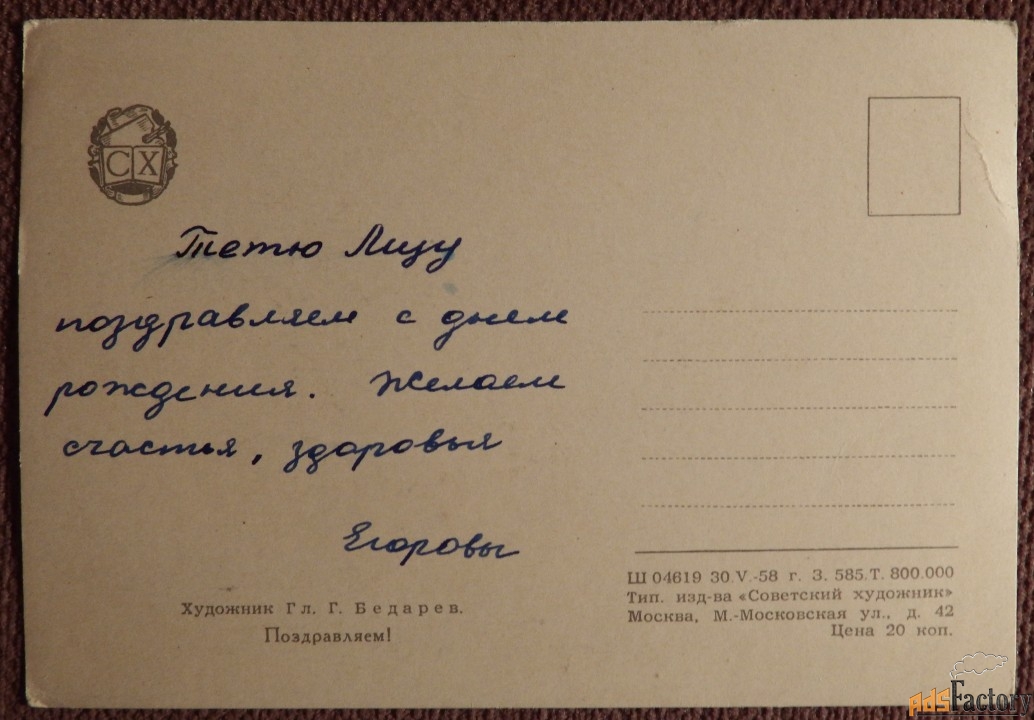 СХ
Тетю Лизу
поздравляем с днем
рождения. Желаем
счастья, здоровья
Егоровы
Художник Гл. Г. Бедарев.
Поздравляем!
Ш 04619 30.V.-58 г. З. 585.Т. 800.000
Тип. изд-ва «Советский художник»
Москва, М.-Московская ул., д. 42
Цена 20 коп.
adsFactory